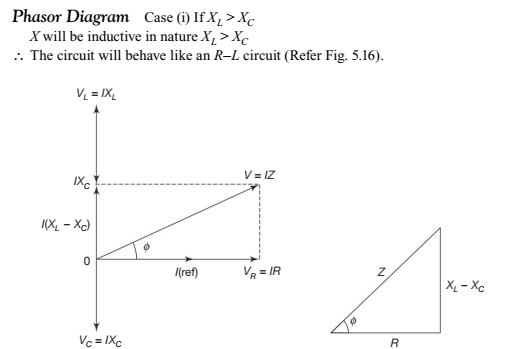 Phasor Diagram Case (i) If X_L > X_C
X will be inductive in nature X_L > X_C
∴ The circuit will behave like an R–L circuit (Refer Fig. 5.16).
V_L = IX_L
IX_C
V = IZ
I(X_L – X_C)
ϕ
0
I(ref)
V_R = IR
V_C = IX_C
Z
X_L – X_C
ϕ
R